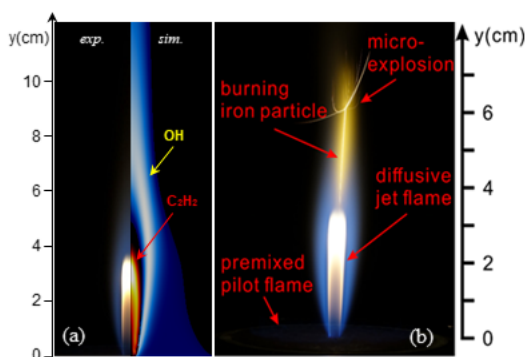 y(cm)
exp.
sim.
10
8
6
4
2
0
OH
C₂H₂
(a)
micro-
explosion
burning
iron particle
diffusive
jet flame
premixed
pilot flame
(b)
y(cm)
6
4
2
0